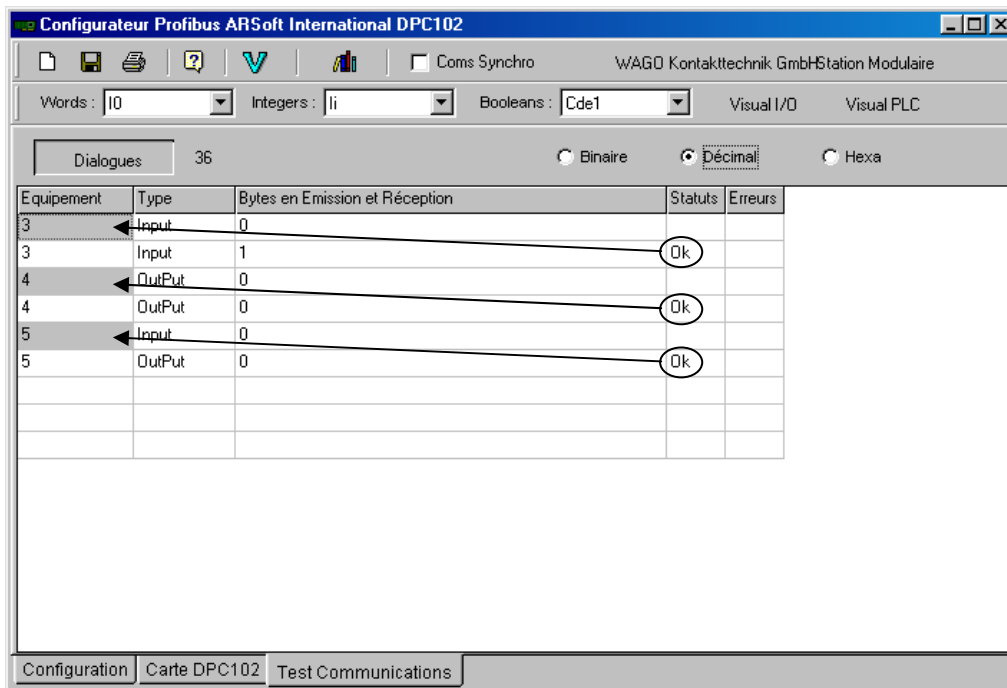 Configurateur Profibus ARSoft International DPC102
Coms Synchro WAGO Kontakttechnik GmbH Station Modulaire
Words : I0 Integers : Ii Booleans : Cde1 Visual I/O Visual PLC
Dialogues 36 Binaire Décimal Hexa
Equipement Type Bytes en Emission et Réception Statuts Erreurs
3 Input 0
3 Input 1 Ok
4 OutPut 0
4 OutPut 0 Ok
5 Input 0
5 OutPut 0 Ok
Configuration Carte DPC102 Test Communications